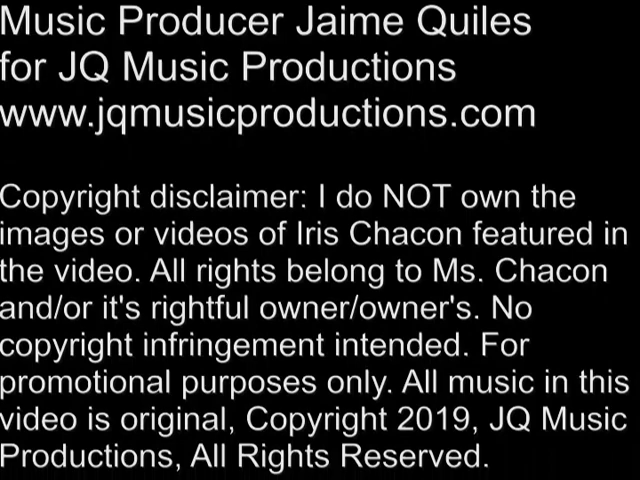 Music Producer Jaime Quiles
for JQ Music Productions
www.jqmusicproductions.com
Copyright disclaimer: I do NOT own the
images or videos of Iris Chacon featured in
the video. All rights belong to Ms. Chacon
and/or it's rightful owner/owner's. No
copyright infringement intended. For
promotional purposes only. All music in this
video is original, Copyright 2019, JQ Music
Productions, All Rights Reserved.